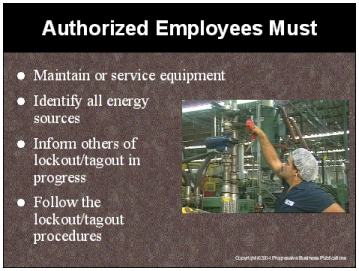 Authorized Employees Must
Maintain or service equipment
Identify all energy
sources
Inform others of
lockout/tagout in
progress
Follow the
lockout/tagout
procedures
Copyright ©2004 Progressive Business Publications